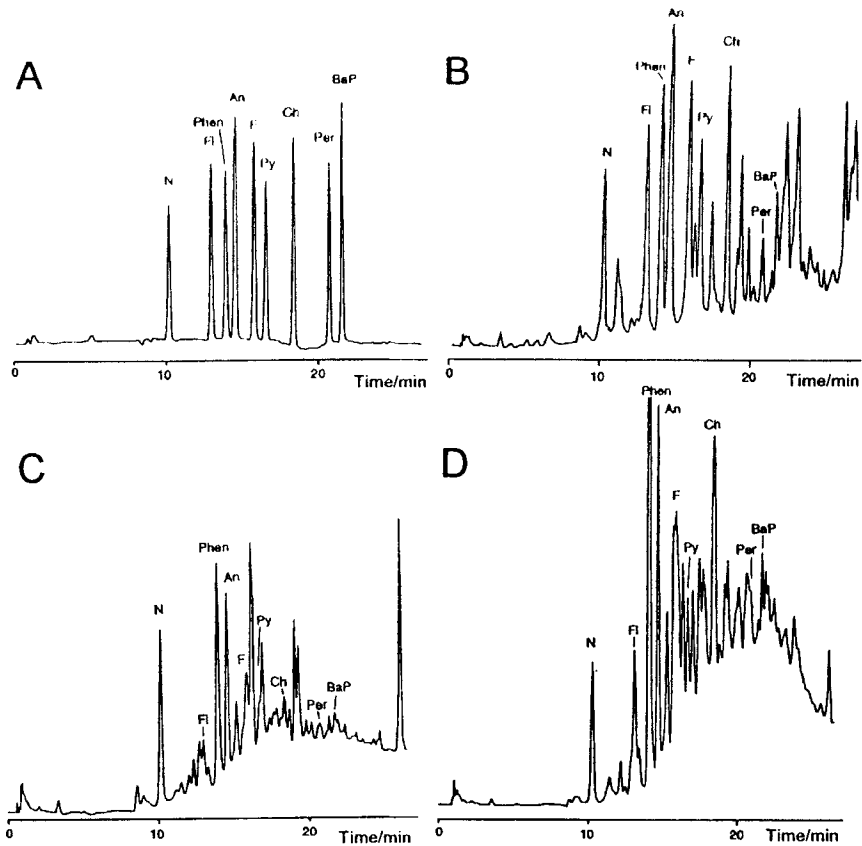 A
N
Fl
Phen
An
F
Py
Ch
Per
BaP
0 10 20
Time/min
B
N
Fl
Phen
An
F
Py
Ch
Per
BaP
0 10 20
Time/min
C
N
Fl
Phen
An
F
Py
Ch
Per
BaP
0 10 20
Time/min
D
N
Fl
Phen
An
F
Py
Ch
Per
BaP
0 10 20
Time/min